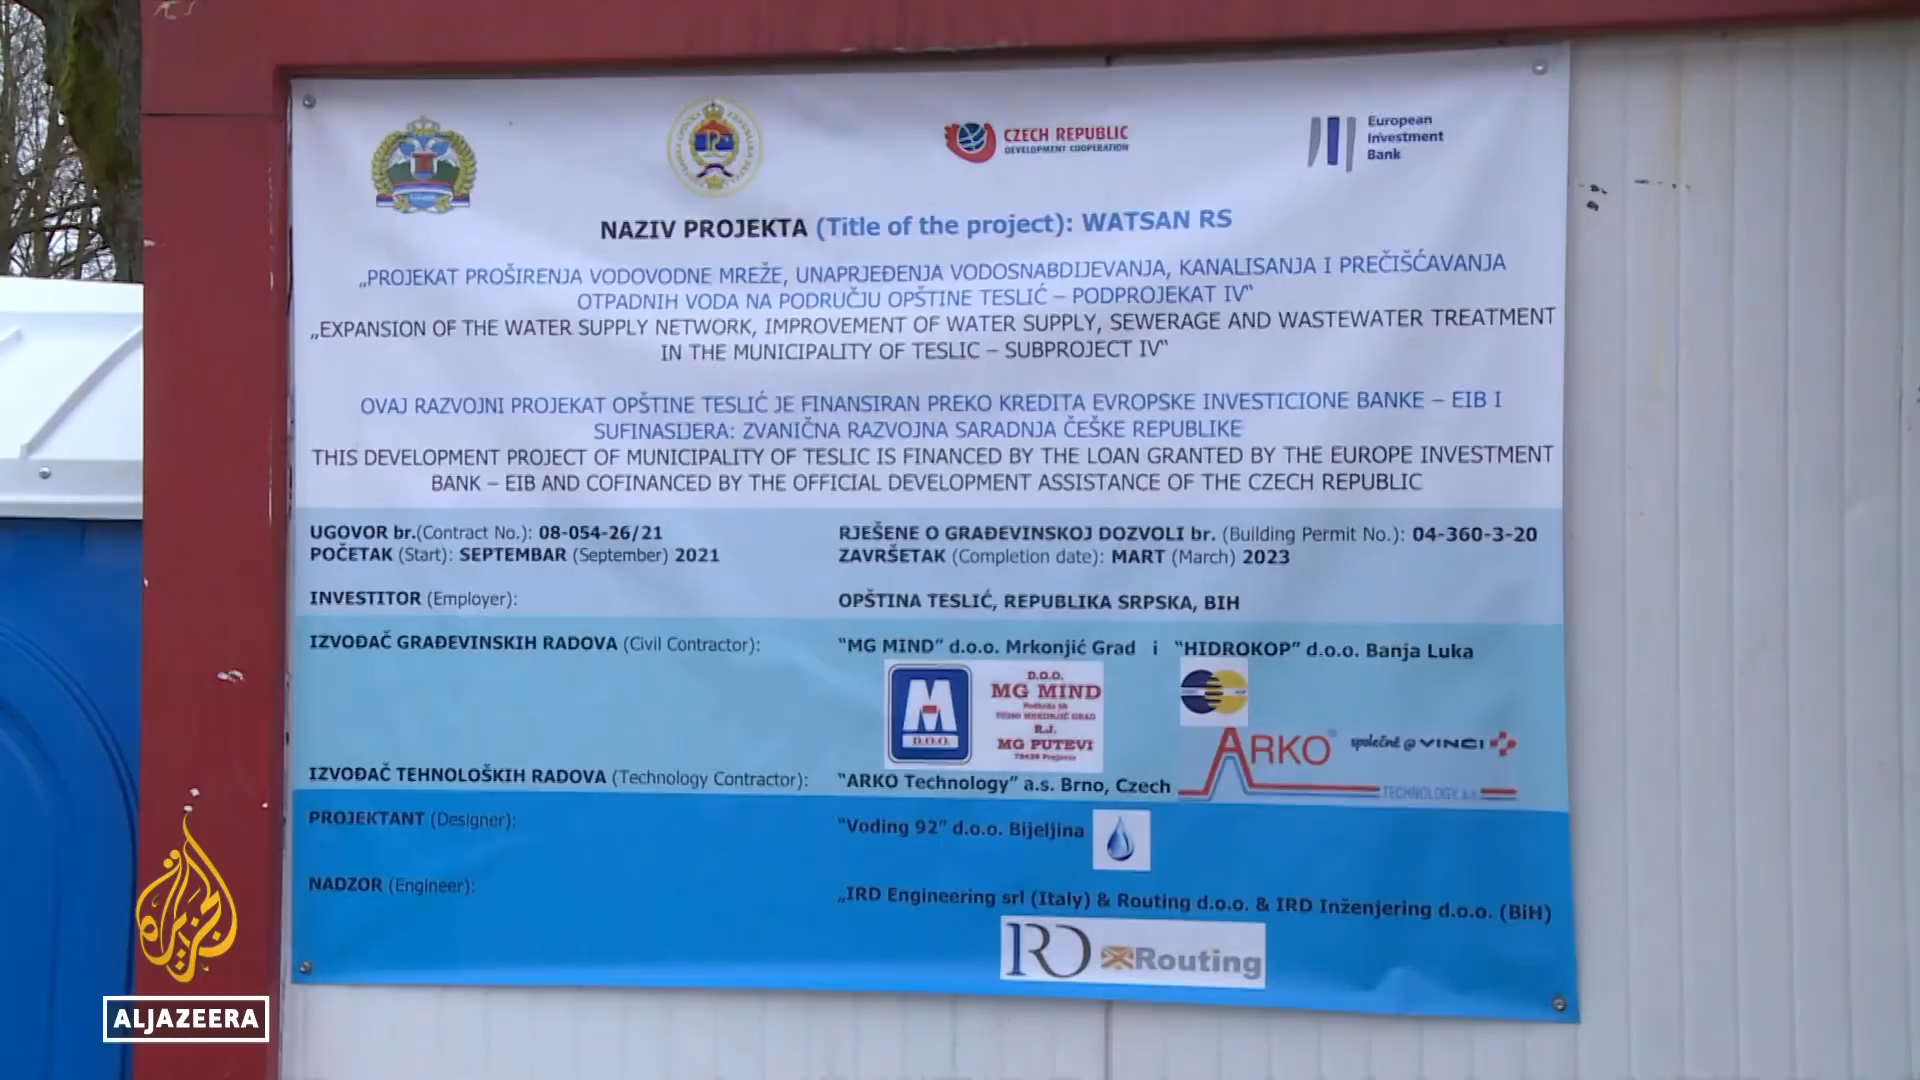 CZECH REPUBLIC
DEVELOPMENT COOPERATION
European
Investment
Bank
NAZIV PROJEKTA (Title of the project): WATSAN RS
„PROJEKAT PROŠIRENJA VODOVODNE MREŽE, UNAPRJEĐENJA VODOSNABDIJEVANJA, KANALISANJA I PREČIŠĆAVANJA
OTPADNIH VODA NA PODRUČJU OPŠTINE TESLIĆ – PODPROJEKAT IV“
„EXPANSION OF THE WATER SUPPLY NETWORK, IMPROVEMENT OF WATER SUPPLY, SEWERAGE AND WASTEWATER TREATMENT
IN THE MUNICIPALITY OF TESLIC – SUBPROJECT IV“
OVAJ RAZVOJNI PROJEKAT OPŠTINE TESLIĆ JE FINANSIRAN PREKO KREDITA EVROPSKE INVESTICIONE BANKE – EIB I
SUFINASIJERA: ZVANIČNA RAZVOJNA SARADNJA ČEŠKE REPUBLIKE
THIS DEVELOPMENT PROJECT OF MUNICIPALITY OF TESLIC IS FINANCED BY THE LOAN GRANTED BY THE EUROPE INVESTMENT
BANK – EIB AND COFINANCED BY THE OFFICIAL DEVELOPMENT ASSISTANCE OF THE CZECH REPUBLIC
UGOVOR br.(Contract No.): 08-054-26/21 RJEŠENE O GRAĐEVINSKOJ DOZVOLI br. (Building Permit No.): 04-360-3-20
POČETAK (Start): SEPTEMBAR (September) 2021 ZAVRŠETAK (Completion date): MART (March) 2023
INVESTITOR (Employer): OPŠTINA TESLIĆ, REPUBLIKA SRPSKA, BIH
IZVOĐAČ GRAĐEVINSKIH RADOVA (Civil Contractor): “MG MIND” d.o.o. Mrkonjić Grad i “HIDROKOP” d.o.o. Banja Luka
M
D.O.O.
D.O.O.
MG MIND
MRKONJIĆ GRAD
R.J.
MG PUTEVI
ARKO společně @ VINCI
TECHNOLOGY a.s.
IZVOĐAČ TEHNOLOŠKIH RADOVA (Technology Contractor): “ARKO Technology” a.s. Brno, Czech
PROJEKTANT (Designer): “Voding 92” d.o.o. Bijeljina
NADZOR (Engineer): „IRD Engineering srl (Italy) & Routing d.o.o. & IRD Inženjering d.o.o. (BiH)
IRD Routing
الجزيرة
ALJAZEERA